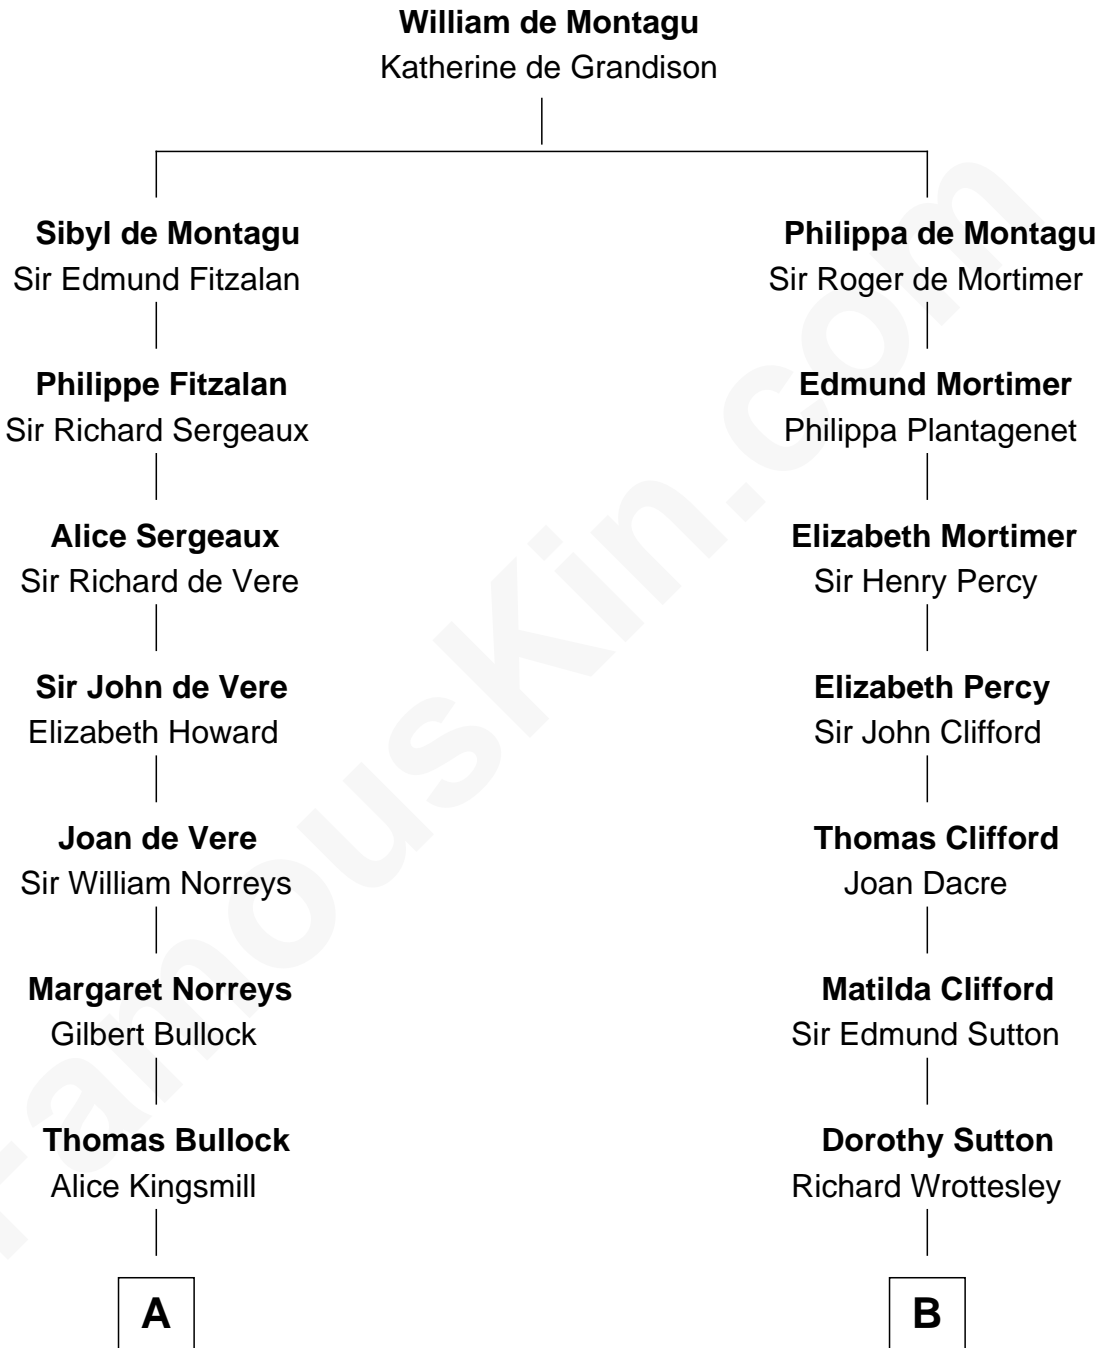 William de Montagu
Katherine de Grandison
Sibyl de Montagu
Sir Edmund Fitzalan
Philippa de Montagu
Sir Roger de Mortimer
Philippe Fitzalan
Sir Richard Sergeaux
Edmund Mortimer
Philippa Plantagenet
Alice Sergeaux
Sir Richard de Vere
Elizabeth Mortimer
Sir Henry Percy
Sir John de Vere
Elizabeth Howard
Elizabeth Percy
Sir John Clifford
Joan de Vere
Sir William Norreys
Thomas Clifford
Joan Dacre
Margaret Norreys
Gilbert Bullock
Matilda Clifford
Sir Edmund Sutton
Thomas Bullock
Alice Kingsmill
Dorothy Sutton
Richard Wrottesley
A
B
FamousKin.com